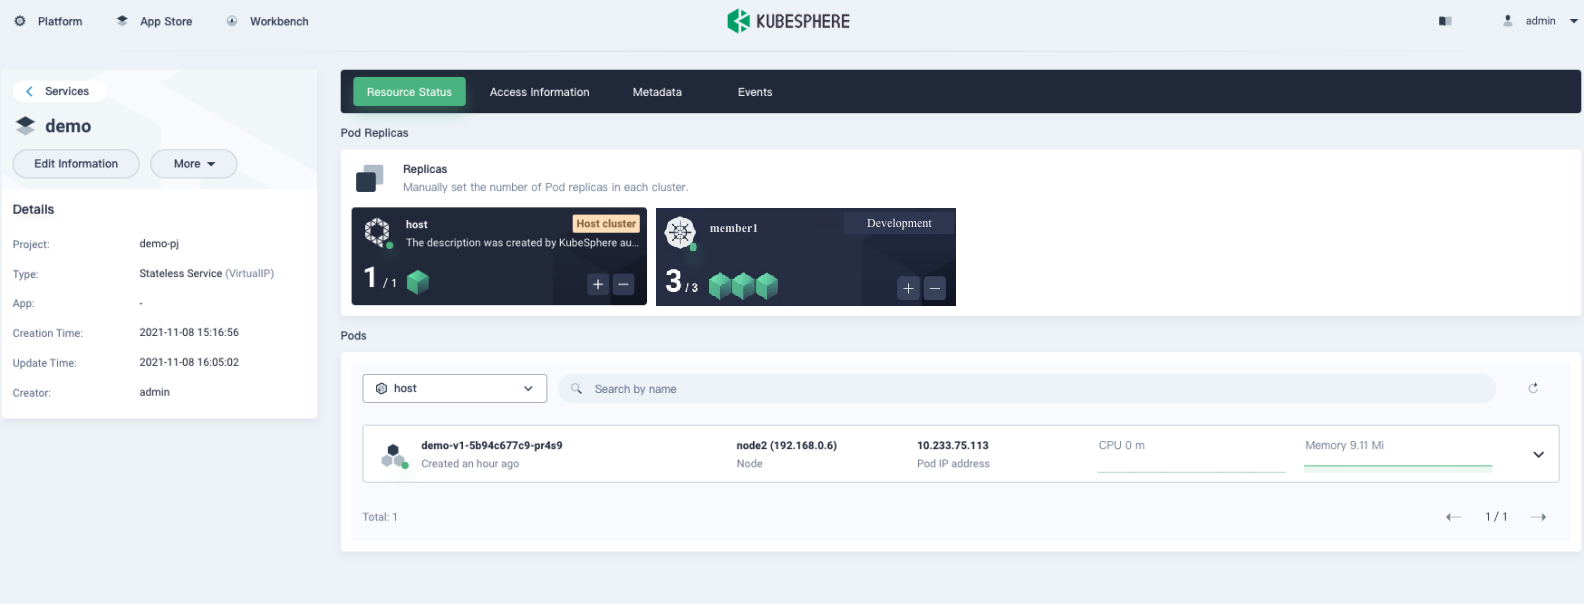 Platform
App Store
Workbench
KUBESPHERE
admin
Services
demo
Edit Information
More
Details
Project: demo-pj
Type: Stateless Service (VirtualIP)
App: -
Creation Time: 2021-11-08 15:16:56
Update Time: 2021-11-08 16:05:02
Creator: admin
Resource Status
Access Information
Metadata
Events
Pod Replicas
Replicas
Manually set the number of Pod replicas in each cluster.
host
Host cluster
The description was created by KubeSphere au...
1 / 1
+ −
member1
Development
3 / 3
+ −
Pods
host
Search by name
demo-v1-5b94c677c9-pr4s9
Created an hour ago
node2 (192.168.0.6)
Node
10.233.75.113
Pod IP address
CPU 0 m
Memory 9.11 Mi
Total: 1
1 / 1